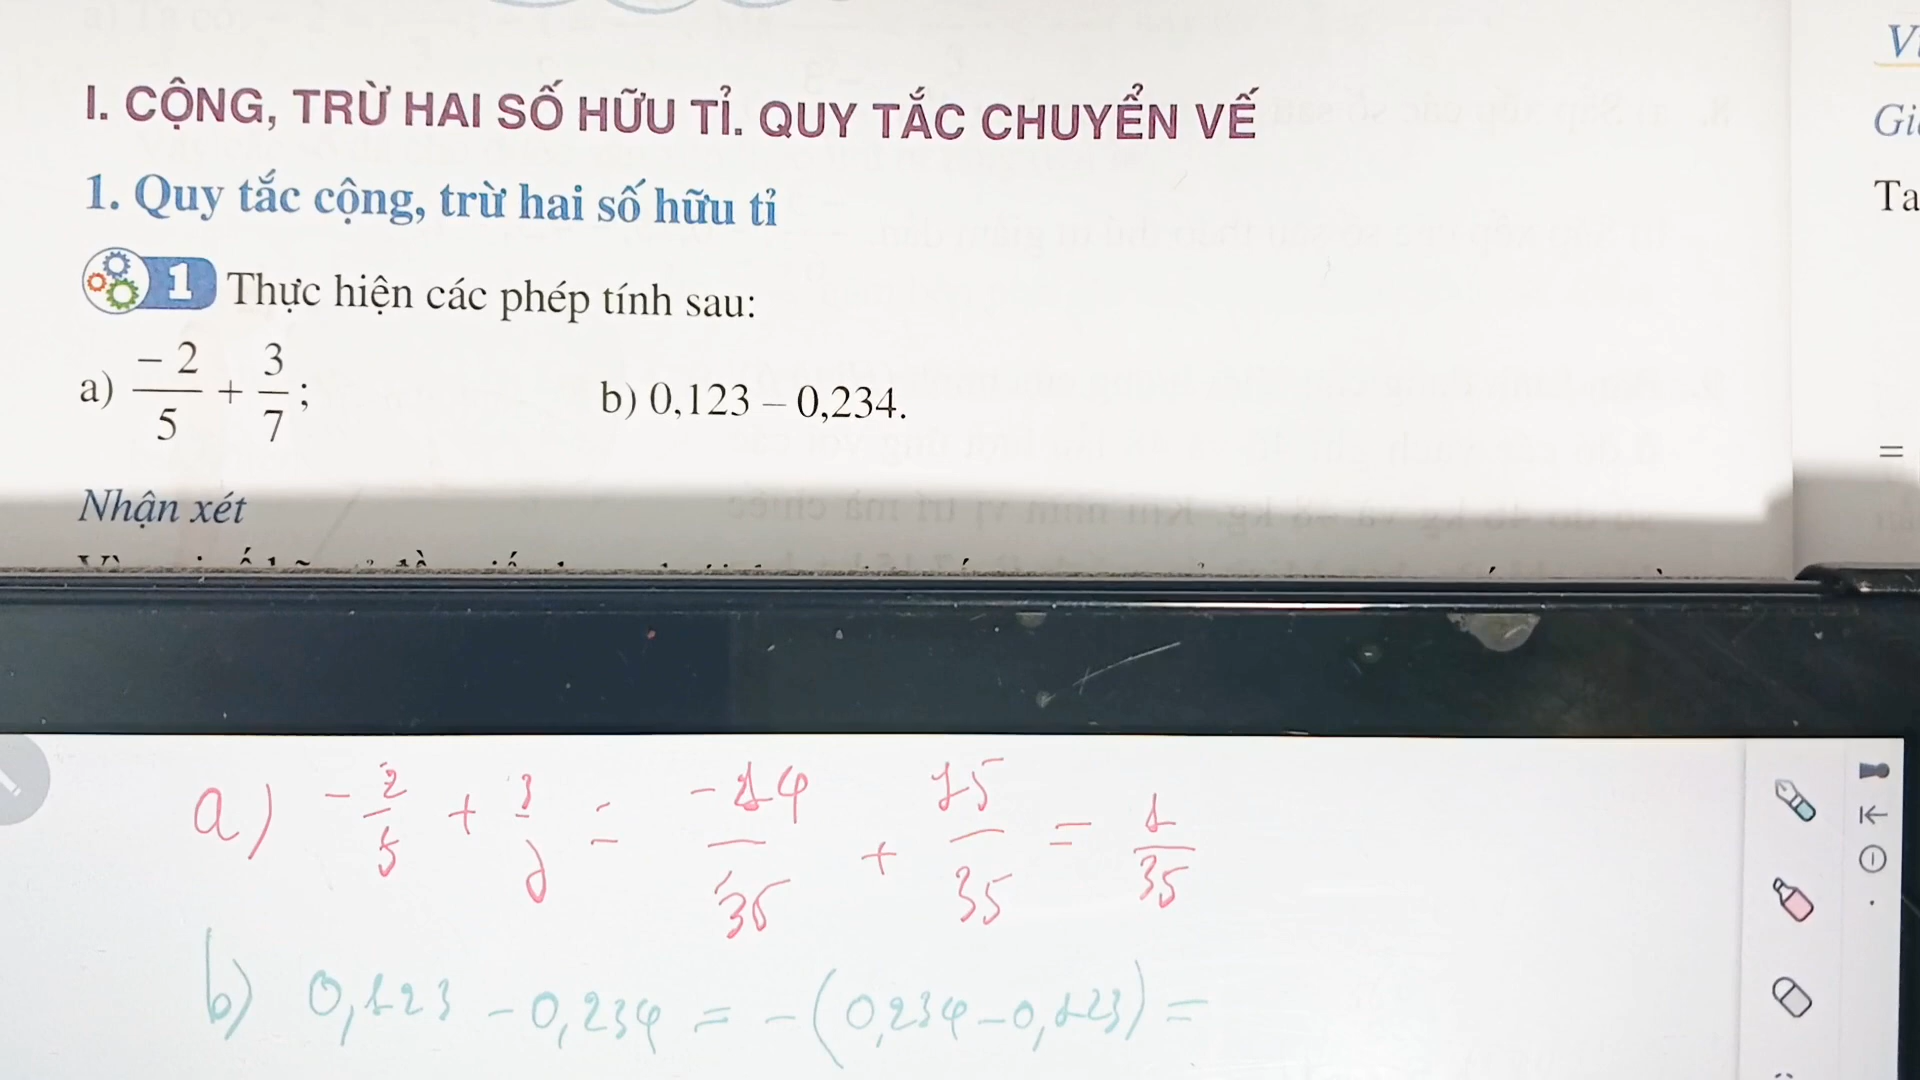 I. CỘNG, TRỪ HAI SỐ HỮU TỈ. QUY TẮC CHUYỂN VẾ
1. Quy tắc cộng, trừ hai số hữu tỉ
1 Thực hiện các phép tính sau:
a) -2/5 + 3/7; b) 0,123 – 0,234.
Nhận xét
Ta
=
a) -2/5 + 3/7 = -14/35 + 15/35 = 1/35
b) 0,123 - 0,234 = -(0,234-0,123) =